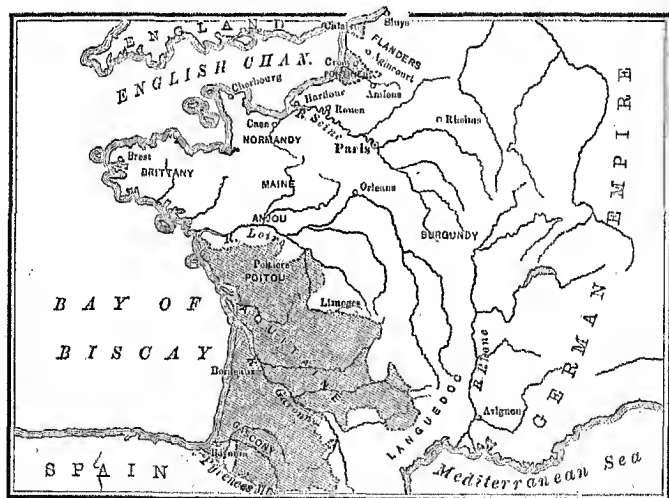 ENGLAND
Calais
Sluys
FLANDERS
ENGLISH CHAN.
Agincourt
Cherbourg
Amiens
Harfleur
Rouen
Rheims
Caen
R. Seine
Paris
NORMANDY
Brest
BRITTANY
MAINE
Orleans
ANJOU
R. Loire
BURGUNDY
Poitiers
POITOU
Limoges
BAY OF
BISCAY
AQUITAINE
Bordeaux
Garonne
R. Rhone
GERMAN EMPIRE
LANGUEDOC
Avignon
GASCONY
Bayonne
SPAIN
Pyrenees Mts.
Mediterranean Sea